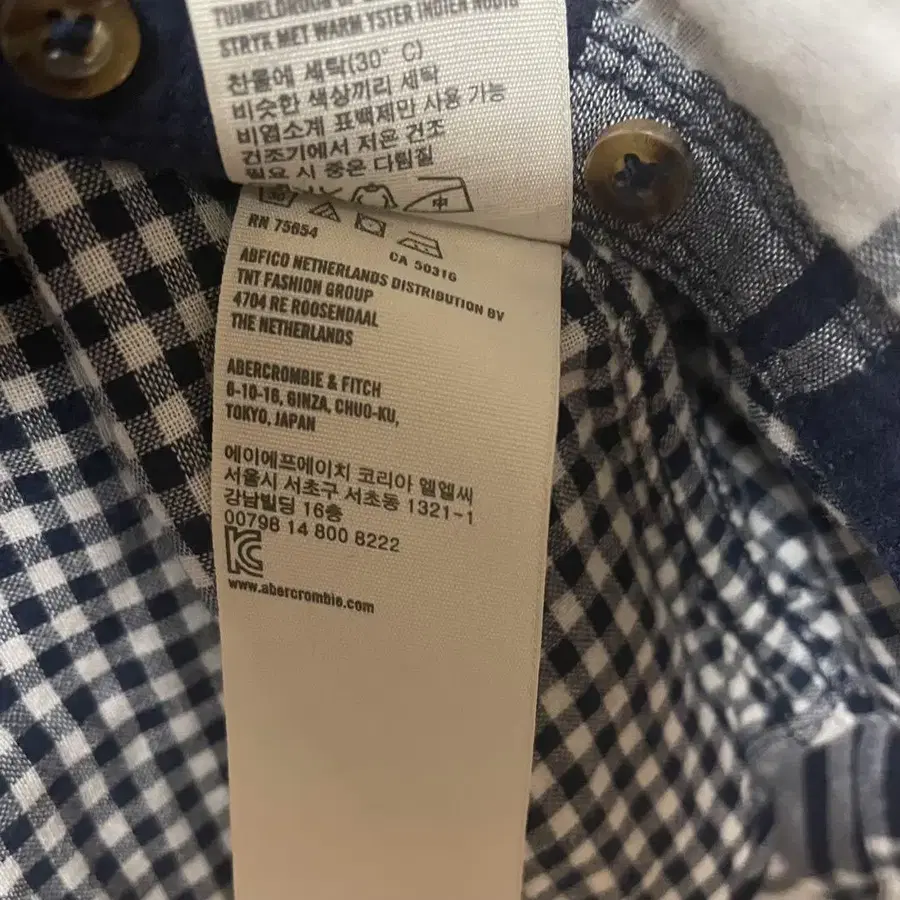 STRYK MET WARM YSTER INDIEN NODIG
찬물에 세탁(30° C)
비슷한 색상끼리 세탁
비염소계 표백제만 사용 가능
건조기에서 저온 건조
필요 시 중온 다림질
RN 75654
CA 50316
ABFICO NETHERLANDS DISTRIBUTION BV
TNT FASHION GROUP
4704 RE ROOSENDAAL
THE NETHERLANDS
ABERCROMBIE & FITCH
6-10-16, GINZA, CHUO-KU,
TOKYO, JAPAN
에이에프에이치 코리아 엘엘씨
서울시 서초구 서초동 1321-1
강남빌딩 16층
00798 14 800 8222
www.abercrombie.com